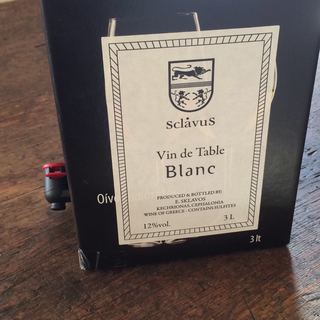 sclavus
Vin de Table
Blanc
PRODUCED & BOTTLED BY:
E. SKLAVOS
KECHRIONAS, CEPHALONIA
WINE OF GREECE - CONTAINS SULFITES
12%vol.
3 L
3 lt